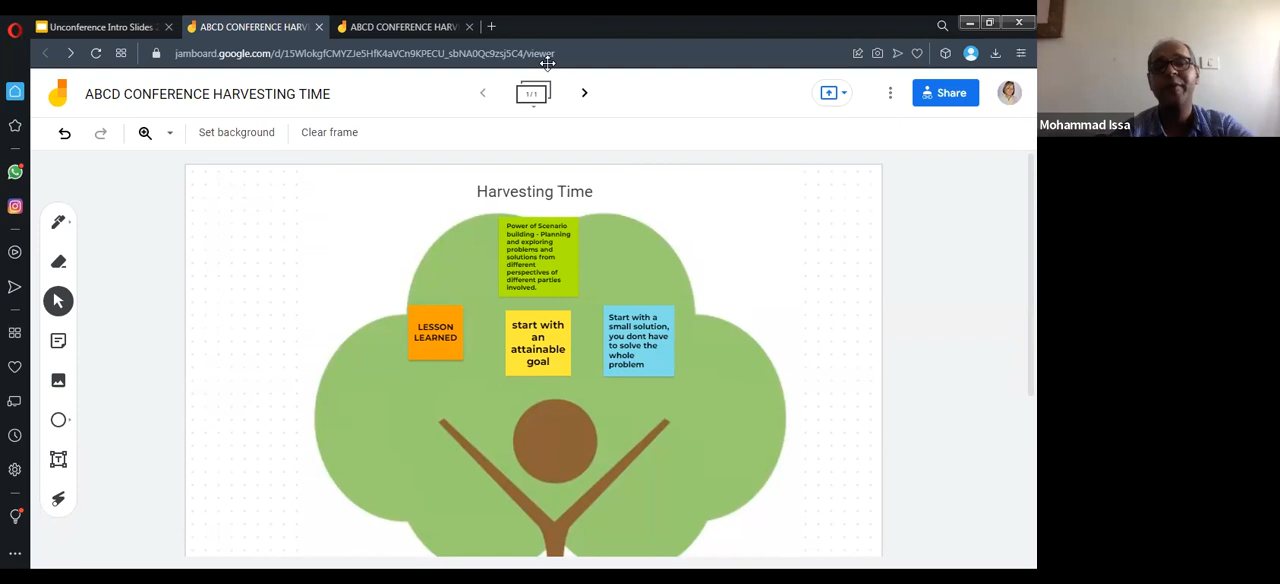 Unconference Intro Slides
ABCD CONFERENCE HARV
ABCD CONFERENCE HARV
jamboard.google.com/d/15WlokgfCMYZJe5HfK4aVCn9KPECU_sbNA0Qc9zsj5C4/viewer
ABCD CONFERENCE HARVESTING TIME
1/1
Share
Set background
Clear frame
Mohammad Issa
Harvesting Time
Power of Scenario
building - Planning
and exploring
problems and
solutions from
different
perspectives of
different parties
involved.
LESSON
LEARNED
start with
an
attainable
goal
Start with a
small solution,
you dont have
to solve the
whole
problem